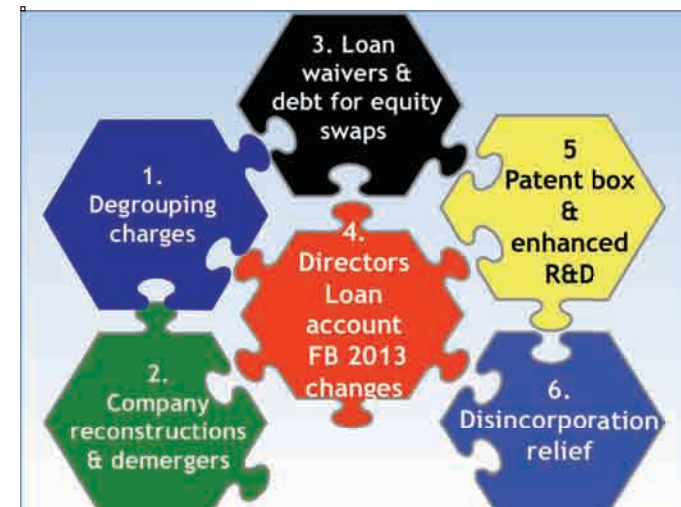 1.
Degrouping
charges
2.
Company
reconstructions
& demergers
3. Loan
waivers &
debt for equity
swaps
4.
Directors
Loan
account
FB 2013
changes
5
Patent box
&
enhanced
R&D
6.
Disincorporation
relief